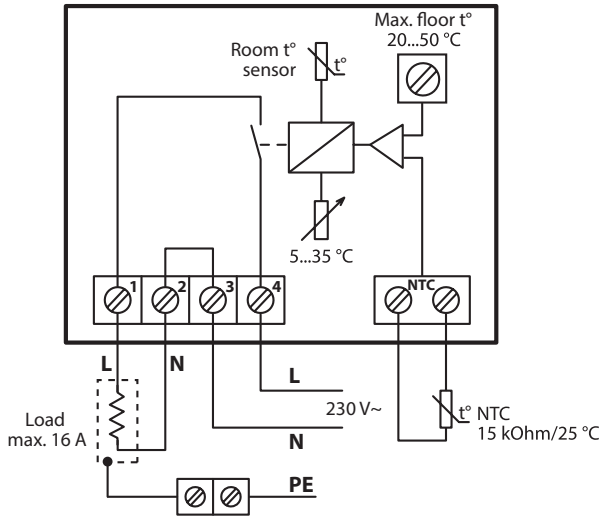 Max. floor t°
20...50 °C
Room t°
sensor
t°
5...35 °C
1
2
3
4
NTC
L
N
L
230 V~
N
Load
max. 16 A
t° NTC
15 kOhm/25 °C
PE